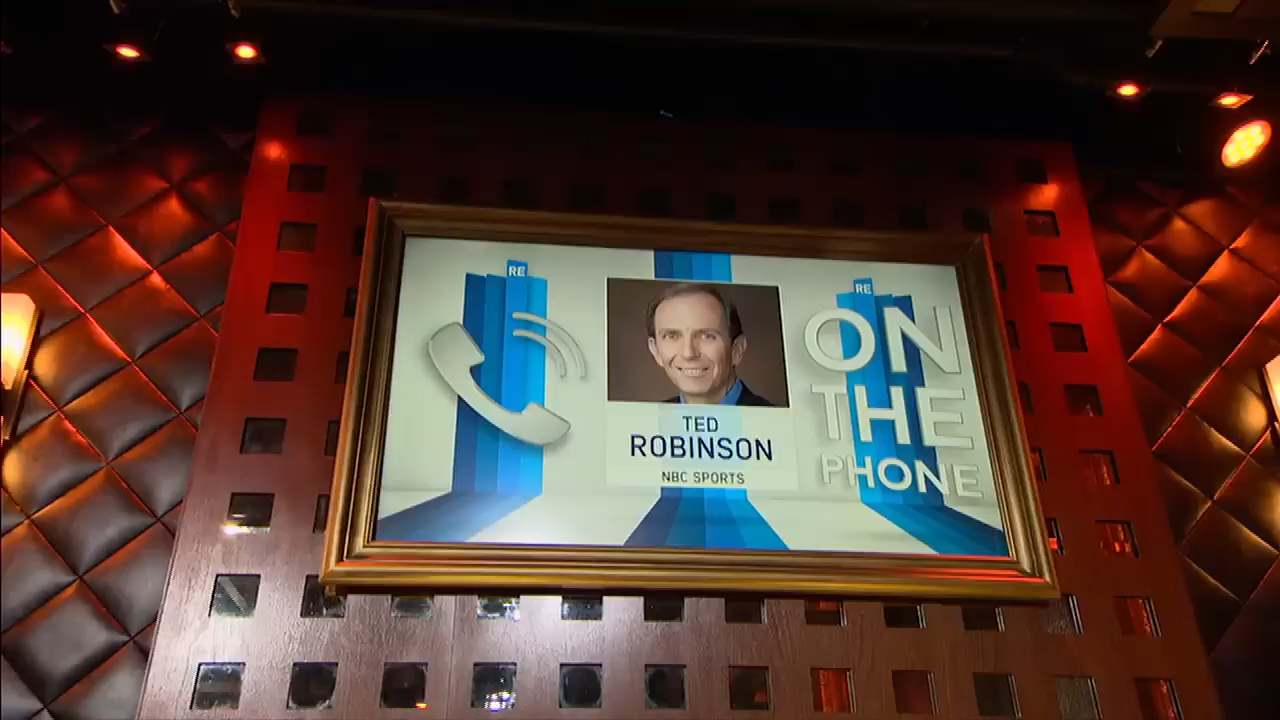 RE
TED
ROBINSON
NBC SPORTS
RE
ON
THE
PHONE